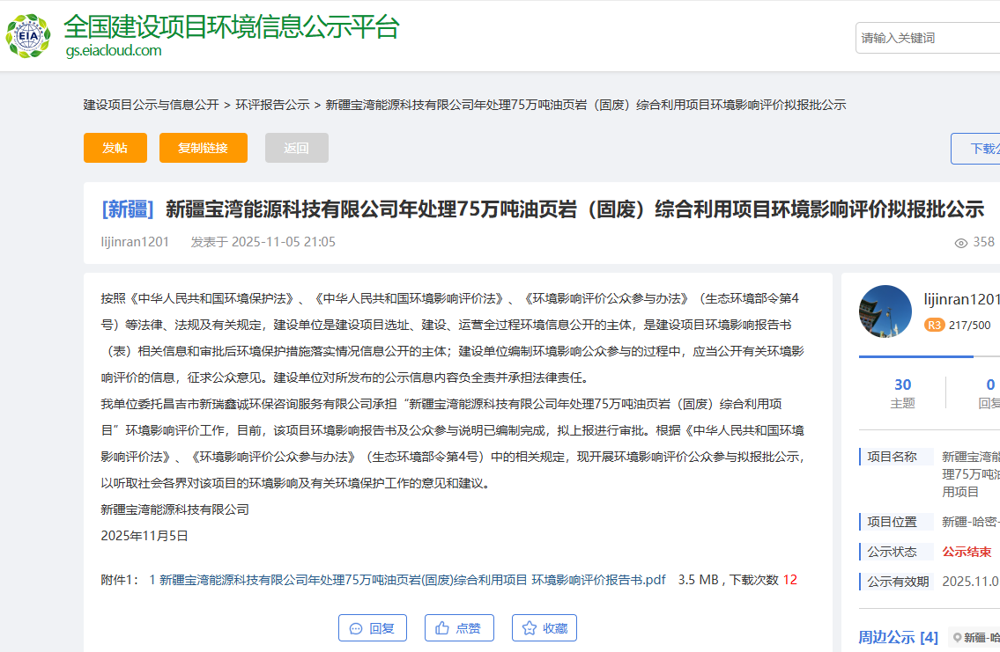 EIA
全国建设项目环境信息公示平台
gs.eiacloud.com
请输入关键词
建设项目公示与信息公开 > 环评报告公示 > 新疆宝湾能源科技有限公司年处理75万吨油页岩（固废）综合利用项目环境影响评价拟报批公示
发帖 复制链接 返回 下载公
[新疆] 新疆宝湾能源科技有限公司年处理75万吨油页岩（固废）综合利用项目环境影响评价拟报批公示
lijinran1201 发表于 2025-11-05 21:05 358
按照《中华人民共和国环境保护法》、《中华人民共和国环境影响评价法》、《环境影响评价公众参与办法》（生态环境部令第4
号）等法律、法规及有关规定，建设单位是建设项目选址、建设、运营全过程环境信息公开的主体，是建设项目环境影响报告书
（表）相关信息和审批后环境保护措施落实情况信息公开的主体；建设单位编制环境影响公众参与的过程中，应当公开有关环境影
响评价的信息，征求公众意见。建设单位对所发布的公示信息内容负全责并承担法律责任。
我单位委托昌吉市新瑞鑫诚环保咨询服务有限公司承担“新疆宝湾能源科技有限公司年处理75万吨油页岩（固废）综合利用项
目”环境影响评价工作，目前，该项目环境影响报告书及公众参与说明已编制完成，拟上报进行审批。根据《中华人民共和国环境
影响评价法》、《环境影响评价公众参与办法》（生态环境部令第4号）中的相关规定，现开展环境影响评价公众参与拟报批公示，
以听取社会各界对该项目的环境影响及有关环境保护工作的意见和建议。
新疆宝湾能源科技有限公司
2025年11月5日
附件1： 1 新疆宝湾能源科技有限公司年处理75万吨油页岩(固废)综合利用项目 环境影响评价报告书.pdf 3.5 MB , 下载次数 12
回复 点赞 收藏
lijinran1201
R3 217/500
30 0
主题 回复
项目名称 新疆宝湾能
理75万吨油
用项目
项目位置 新疆-哈密-
公示状态 公示结束
公示有效期 2025.11.0
周边公示 [4] 新疆-哈